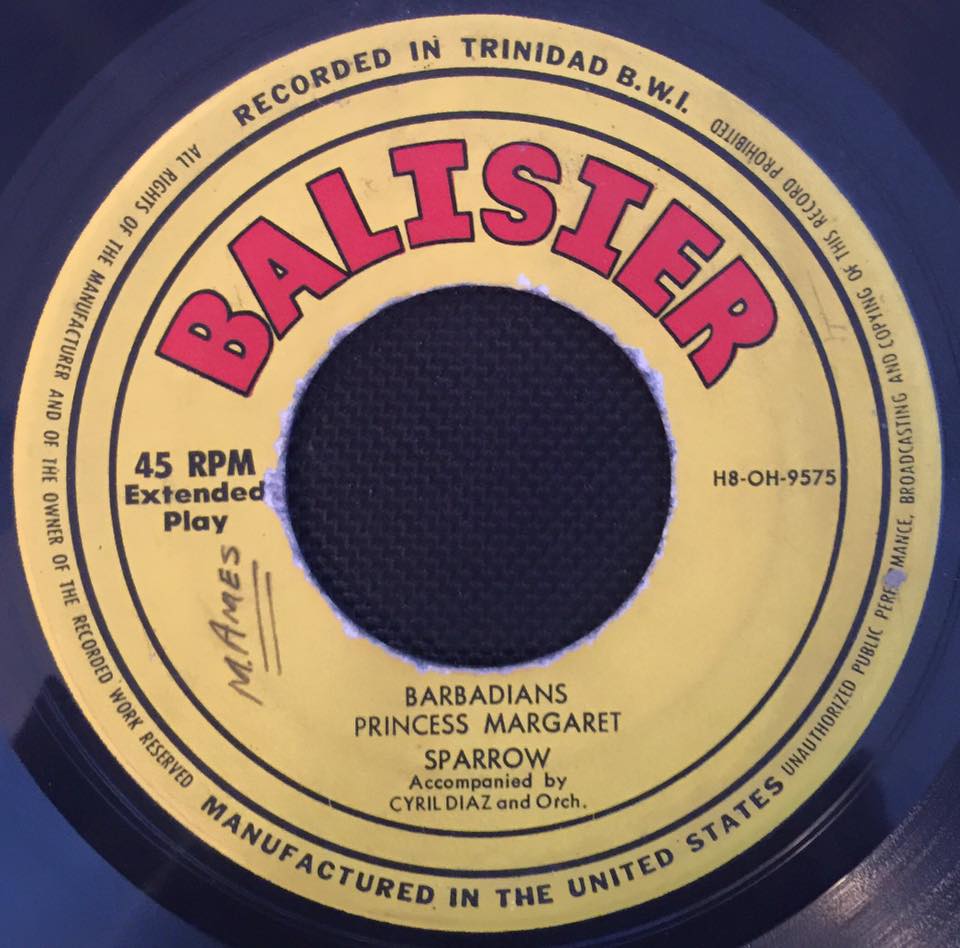 RECORDED IN TRINIDAD B.W.I.
ALL RIGHTS OF THE MANUFACTURER AND OF THE OWNER OF THE RECORDED WORK RESERVED
UNAUTHORIZED PUBLIC PERF MANCE, BROADCASTING AND COPYING OF THIS RECORD PROHIBITED
BALISIER
45 RPM
Extended
Play
H8-OH-9575
M. AMES
BARBADIANS
PRINCESS MARGARET
SPARROW
Accompanied by
CYRIL DIAZ and Orch.
MANUFACTURED IN THE UNITED STATES